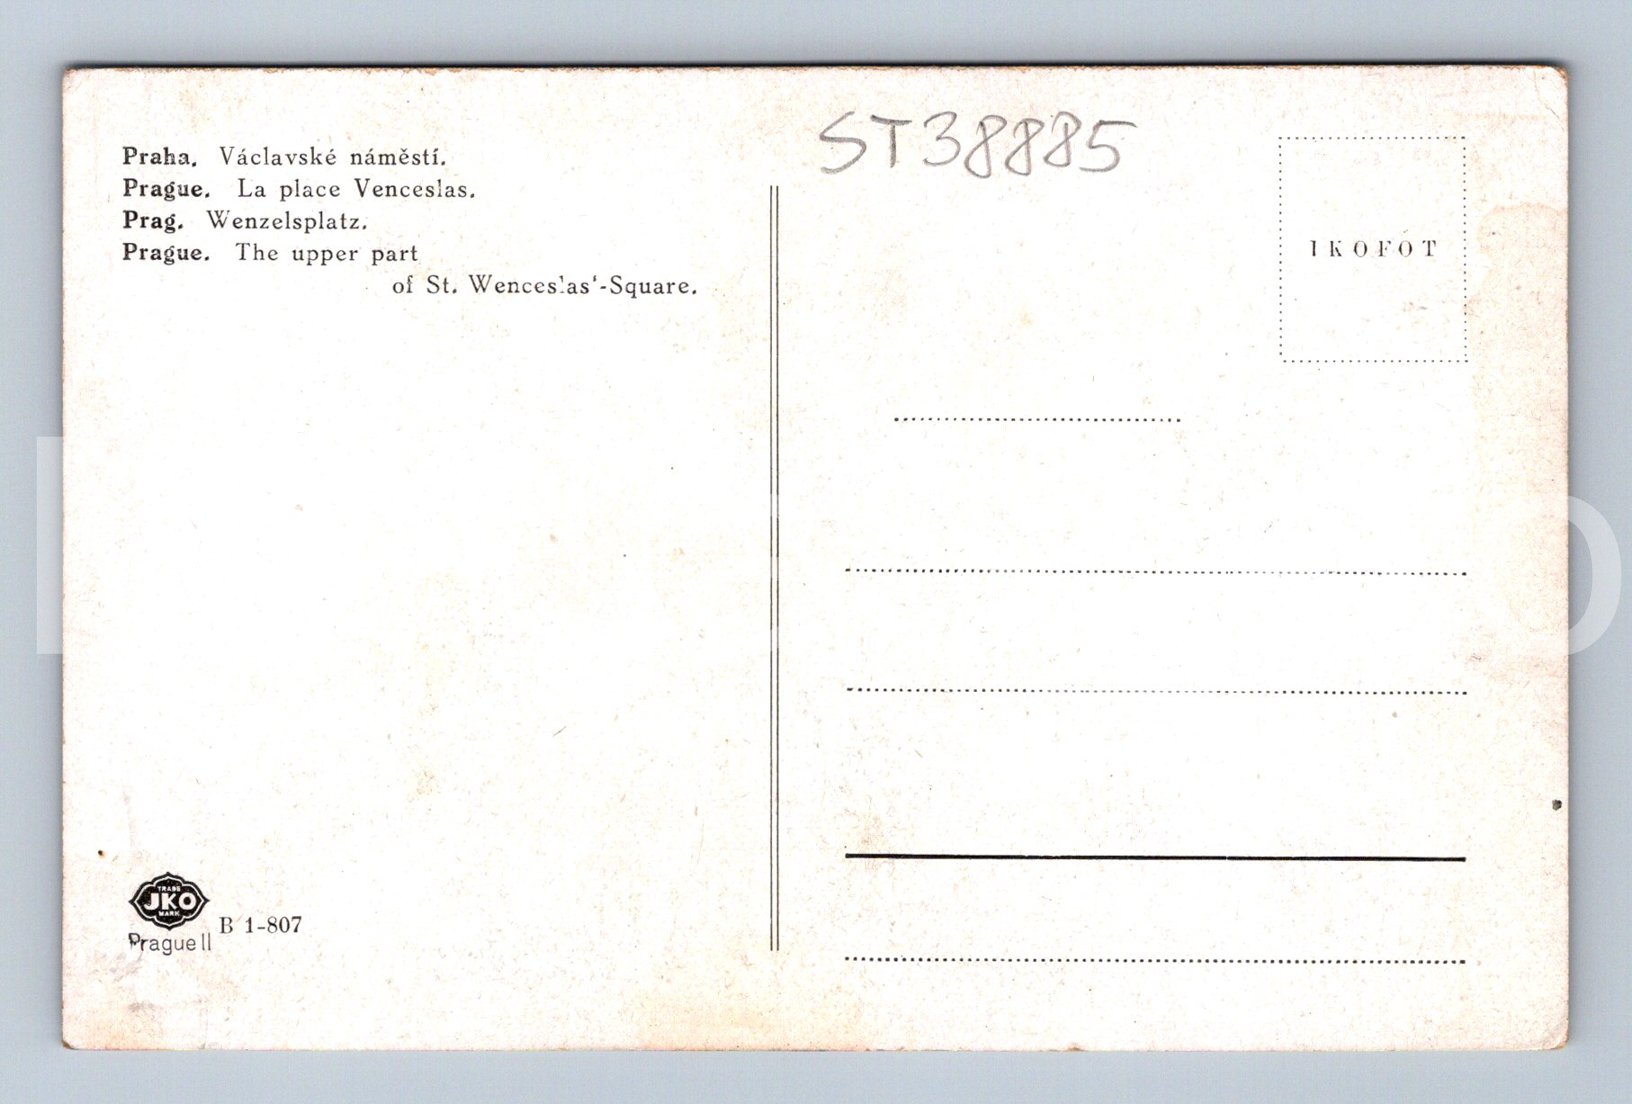 Praha. Václavské náměstí.
Prague. La place Venceslas.
Prag. Wenzelsplatz.
Prague. The upper part
of St. Wenceslas'-Square.
ST38885
IKOFOT
TRADE
JKO
MARK
Prague II
B 1-807